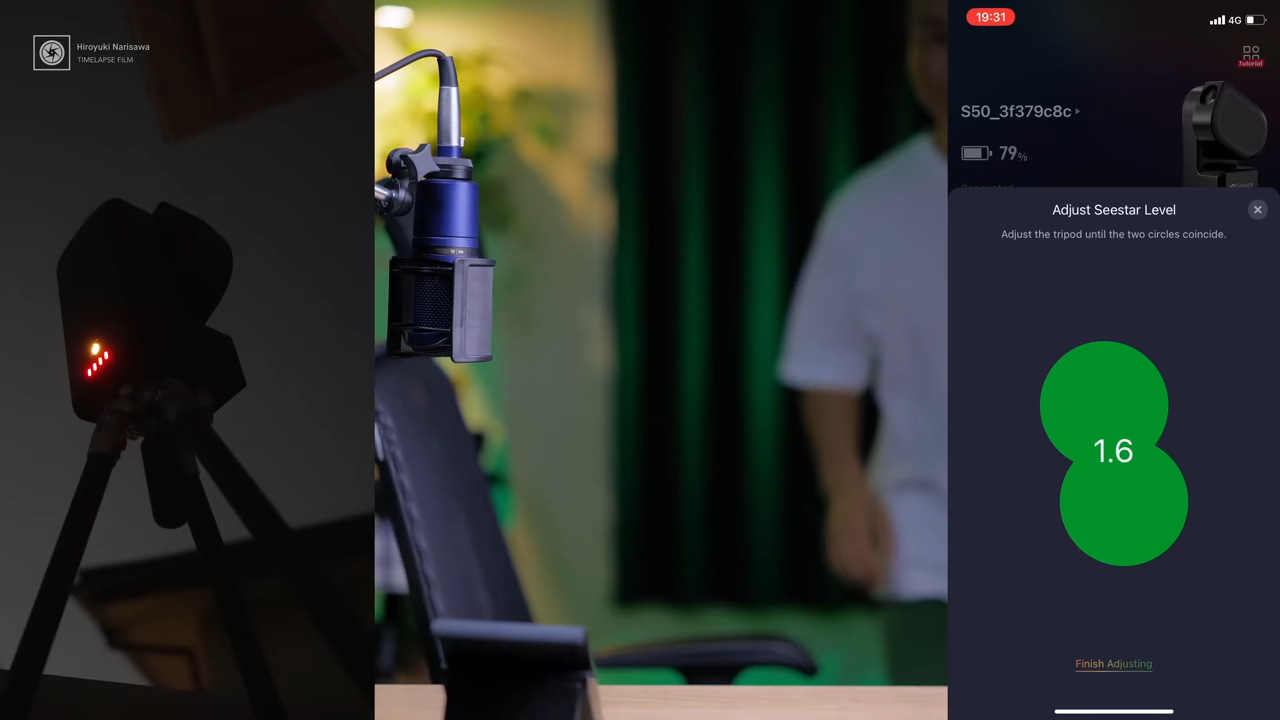 Hiroyuki Narisawa
TIMELAPSE FILM
19:31
4G
Tutorial
S50_3f379c8c
79%
Connected
Adjust Seestar Level
Adjust the tripod until the two circles coincide.
1.6
Finish Adjusting